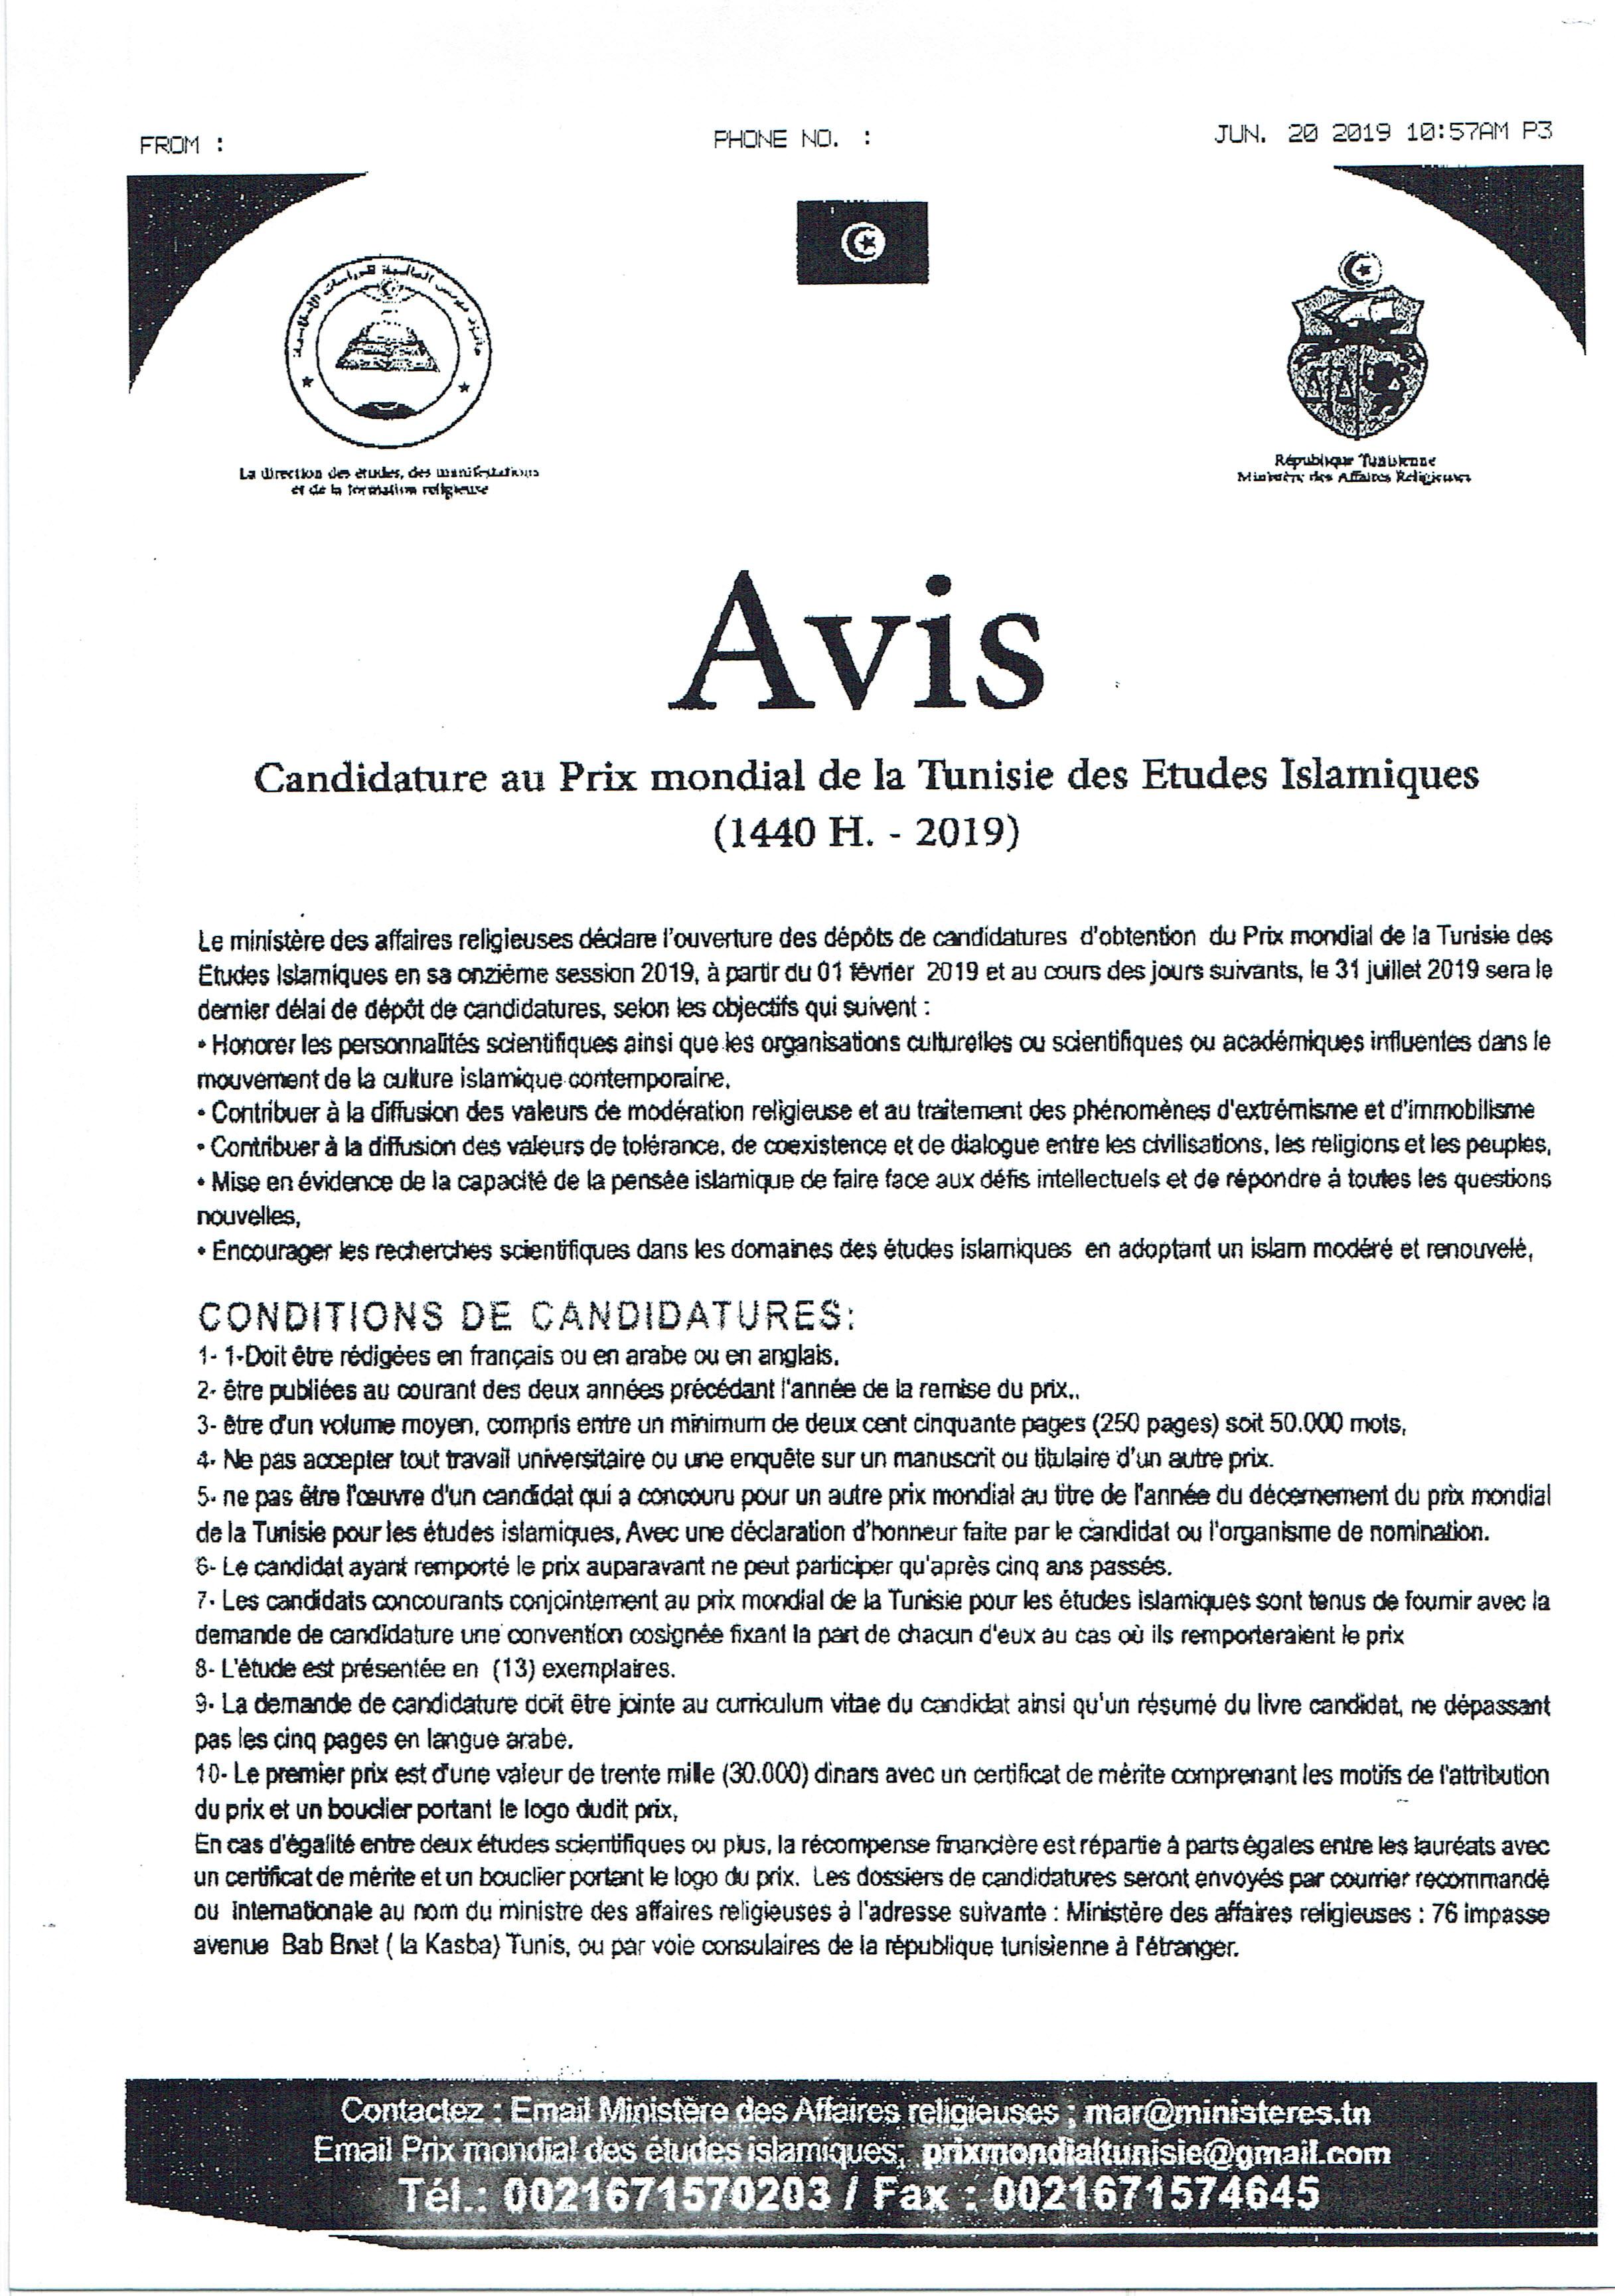 FROM :
PHONE NO. :
JUN. 20 2019 10:57AM P3
La direction des études, des manifestations
et de la formation religieuse
République Tunisienne
Ministère des Affaires Religieuses
Avis
Candidature au Prix mondial de la Tunisie des Etudes Islamiques
(1440 H. - 2019)
Le ministère des affaires religieuses déclare l'ouverture des dépôts de candidatures d'obtention du Prix mondial de la Tunisie des
Etudes Islamiques en sa onzième session 2019, à partir du 01 février 2019 et au cours des jours suivants, le 31 juillet 2019 sera le
dernier délai de dépôt de candidatures, selon les objectifs qui suivent :
• Honorer les personnalités scientifiques ainsi que les organisations culturelles ou scientifiques ou académiques influentes dans le
mouvement de la culture islamique contemporaine,
• Contribuer à la diffusion des valeurs de modération religieuse et au traitement des phénomènes d'extrémisme et d'immobilisme
• Contribuer à la diffusion des valeurs de tolérance, de coexistence et de dialogue entre les civilisations, les religions et les peuples,
• Mise en évidence de la capacité de la pensée islamique de faire face aux défis intellectuels et de répondre à toutes les questions
nouvelles,
• Encourager les recherches scientifiques dans les domaines des études islamiques en adoptant un islam modéré et renouvelé,
CONDITIONS DE CANDIDATURES:
1- 1-Doit être rédigées en français ou en arabe ou en anglais.
2- être publiées au courant des deux années précédant l'année de la remise du prix..
3- être d'un volume moyen, compris entre un minimum de deux cent cinquante pages (250 pages) soit 50.000 mots,
4- Ne pas accepter tout travail universitaire ou une enquête sur un manuscrit ou titulaire d'un autre prix.
5- ne pas être l'œuvre d'un candidat qui a concouru pour un autre prix mondial au titre de l'année du décernement du prix mondial
de la Tunisie pour les études islamiques, Avec une déclaration d'honneur faite par le candidat ou l'organisme de nomination.
6- Le candidat ayant remporté le prix auparavant ne peut participer qu'après cinq ans passés.
7- Les candidats concourants conjointement au prix mondial de la Tunisie pour les études islamiques sont tenus de fournir avec la
demande de candidature une convention cosignée fixant la part de chacun d'eux au cas où ils remporteraient le prix
8- L'étude est présentée en (13) exemplaires.
9- La demande de candidature doit être jointe au curriculum vitae du candidat ainsi qu'un résumé du livre candidat, ne dépassant
pas les cinq pages en langue arabe.
10- Le premier prix est d'une valeur de trente mille (30.000) dinars avec un certificat de mérite comprenant les motifs de l'attribution
du prix et un bouclier portant le logo dudit prix,
En cas d'égalité entre deux études scientifiques ou plus, la récompense financière est répartie à parts égales entre les lauréats avec
un certificat de mérite et un bouclier portant le logo du prix. Les dossiers de candidatures seront envoyés par courrier recommandé
ou internationale au nom du ministre des affaires religieuses à l'adresse suivante : Ministère des affaires religieuses : 76 impasse
avenue Bab Bnet ( la Kasba) Tunis, ou par voie consulaires de la république tunisienne à l'étranger.
Contactez : Email Ministère des Affaires religieuses : mar@ministeres.tn
Email Prix mondial des études islamiques; prixmondialtunisie@gmail.com
Tél.: 0021671570203 / Fax : 0021671574645